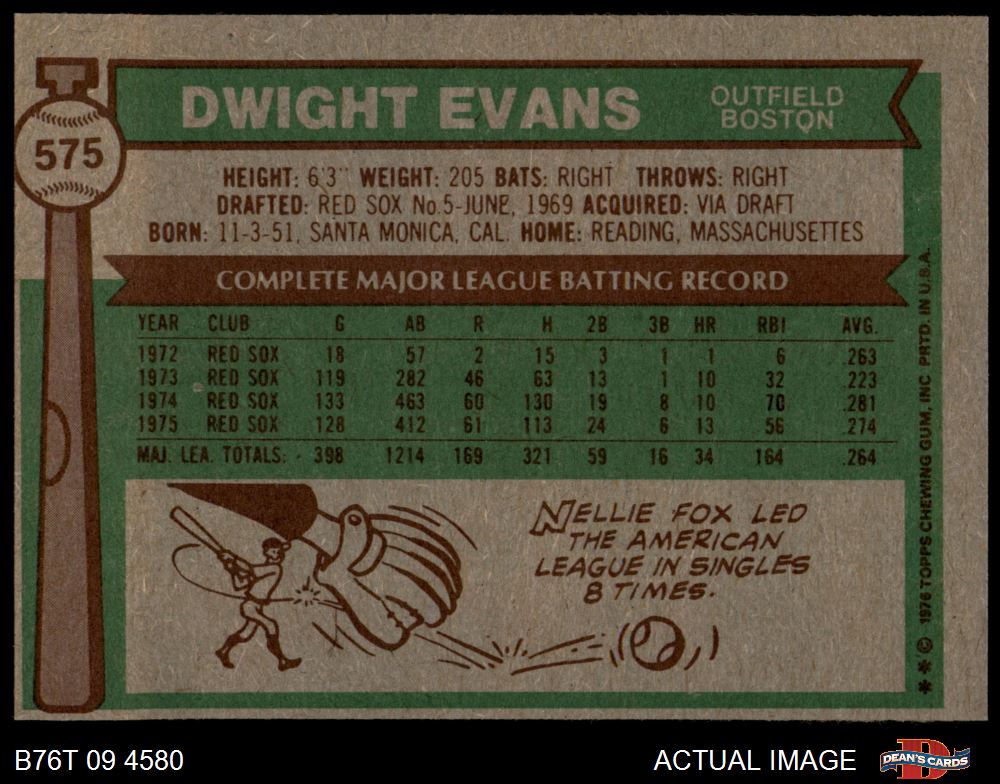 575
DWIGHT EVANS
OUTFIELD
BOSTON
HEIGHT: 6'3" WEIGHT: 205 BATS: RIGHT THROWS: RIGHT
DRAFTED: RED SOX No.5-JUNE, 1969 ACQUIRED: VIA DRAFT
BORN: 11-3-51, SANTA MONICA, CAL. HOME: READING, MASSACHUSETTES
COMPLETE MAJOR LEAGUE BATTING RECORD
YEAR CLUB G AB R H 2B 3B HR RBI AVG.
1972 RED SOX 18 57 2 15 3 1 1 6 .263
1973 RED SOX 119 282 46 63 13 1 10 32 .223
1974 RED SOX 133 463 60 130 19 8 10 70 .281
1975 RED SOX 128 412 61 113 24 6 13 56 .274
MAJ. LEA. TOTALS: 398 1214 169 321 59 16 34 164 .264
NELLIE FOX LED
THE AMERICAN
LEAGUE IN SINGLES
8 TIMES.
** © 1976 TOPPS CHEWING GUM, INC PRTD. IN U.S.A.
B76T 09 4580
ACTUAL IMAGE
DEAN'S CARDS